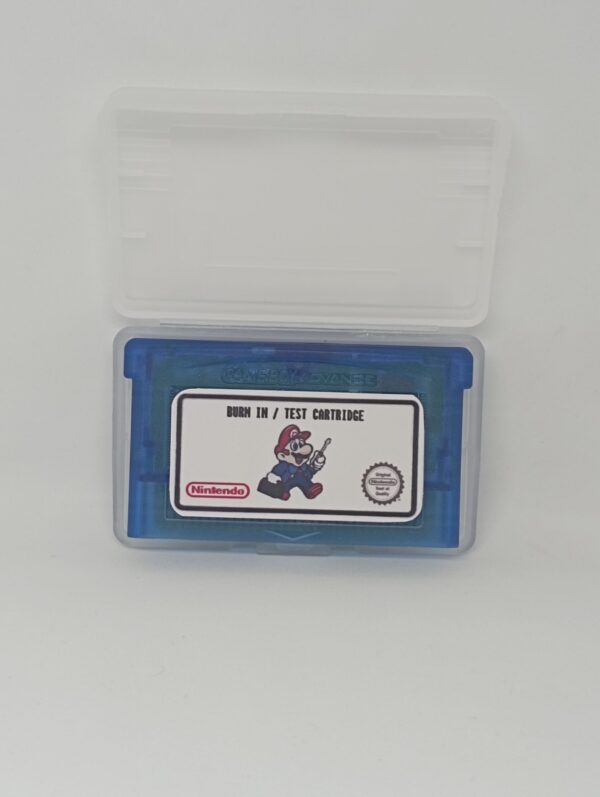 GAME BOY ADVANCE
BURN IN / TEST CARTRIDGE
Nintendo
Original
Nintendo
Seal of
Quality